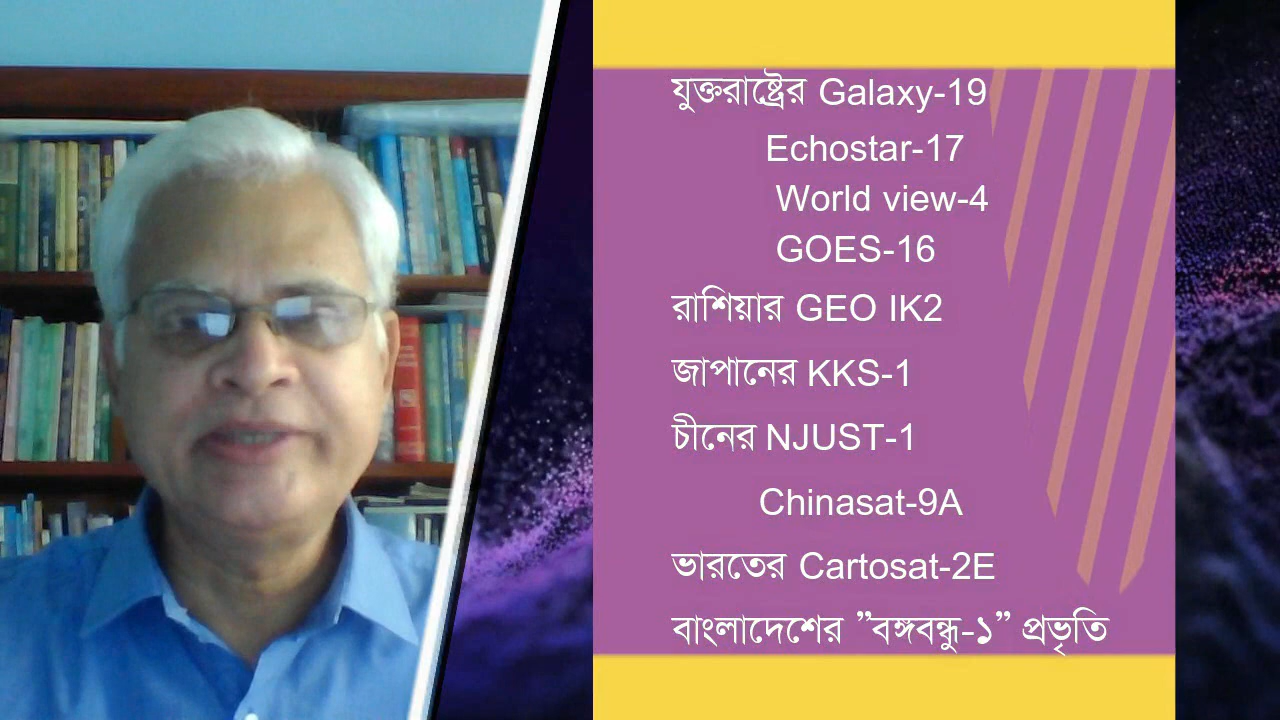 যুক্তরাষ্ট্রের Galaxy-19
Echostar-17
World view-4
GOES-16
রাশিয়ার GEO IK2
জাপানের KKS-1
চীনের NJUST-1
Chinasat-9A
ভারতের Cartosat-2E
বাংলাদেশের ”বঙ্গবন্ধু-১” প্রভৃতি